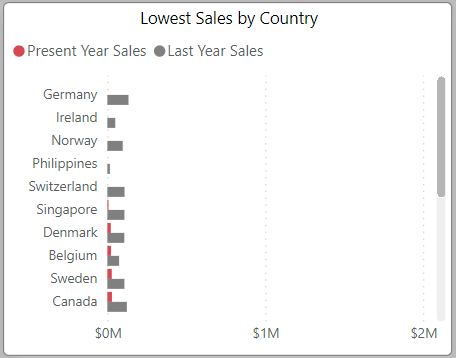 Lowest Sales by Country
Present Year Sales Last Year Sales
Germany
Ireland
Norway
Philippines
Switzerland
Singapore
Denmark
Belgium
Sweden
Canada
$0M $1M $2M